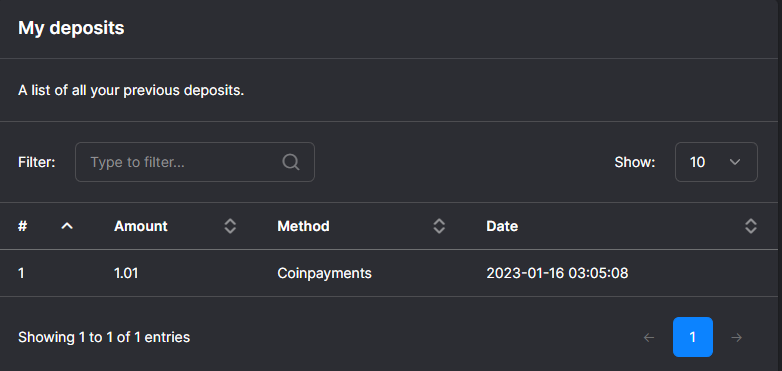 My deposits
A list of all your previous deposits.
Filter: Type to filter... Show: 10
# Amount Method Date
1 1.01 Coinpayments 2023-01-16 03:05:08
Showing 1 to 1 of 1 entries ← 1 →